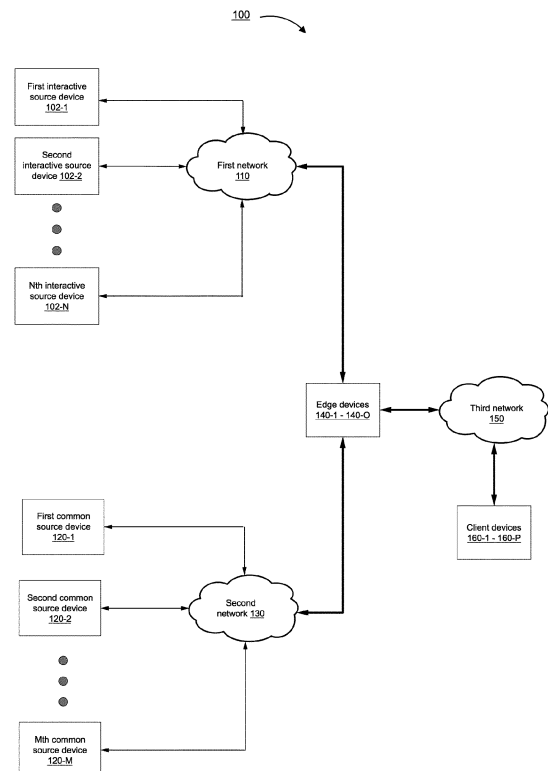 100
First interactive
source device
102-1
Second
interactive source
device 102-2
First network
110
Nth interactive
source device
102-N
Edge devices
140-1 - 140-O
Third network
150
First common
source device
120-1
Client devices
160-1 - 160-P
Second common
source device
120-2
Second
network 130
Mth common
source device
120-M